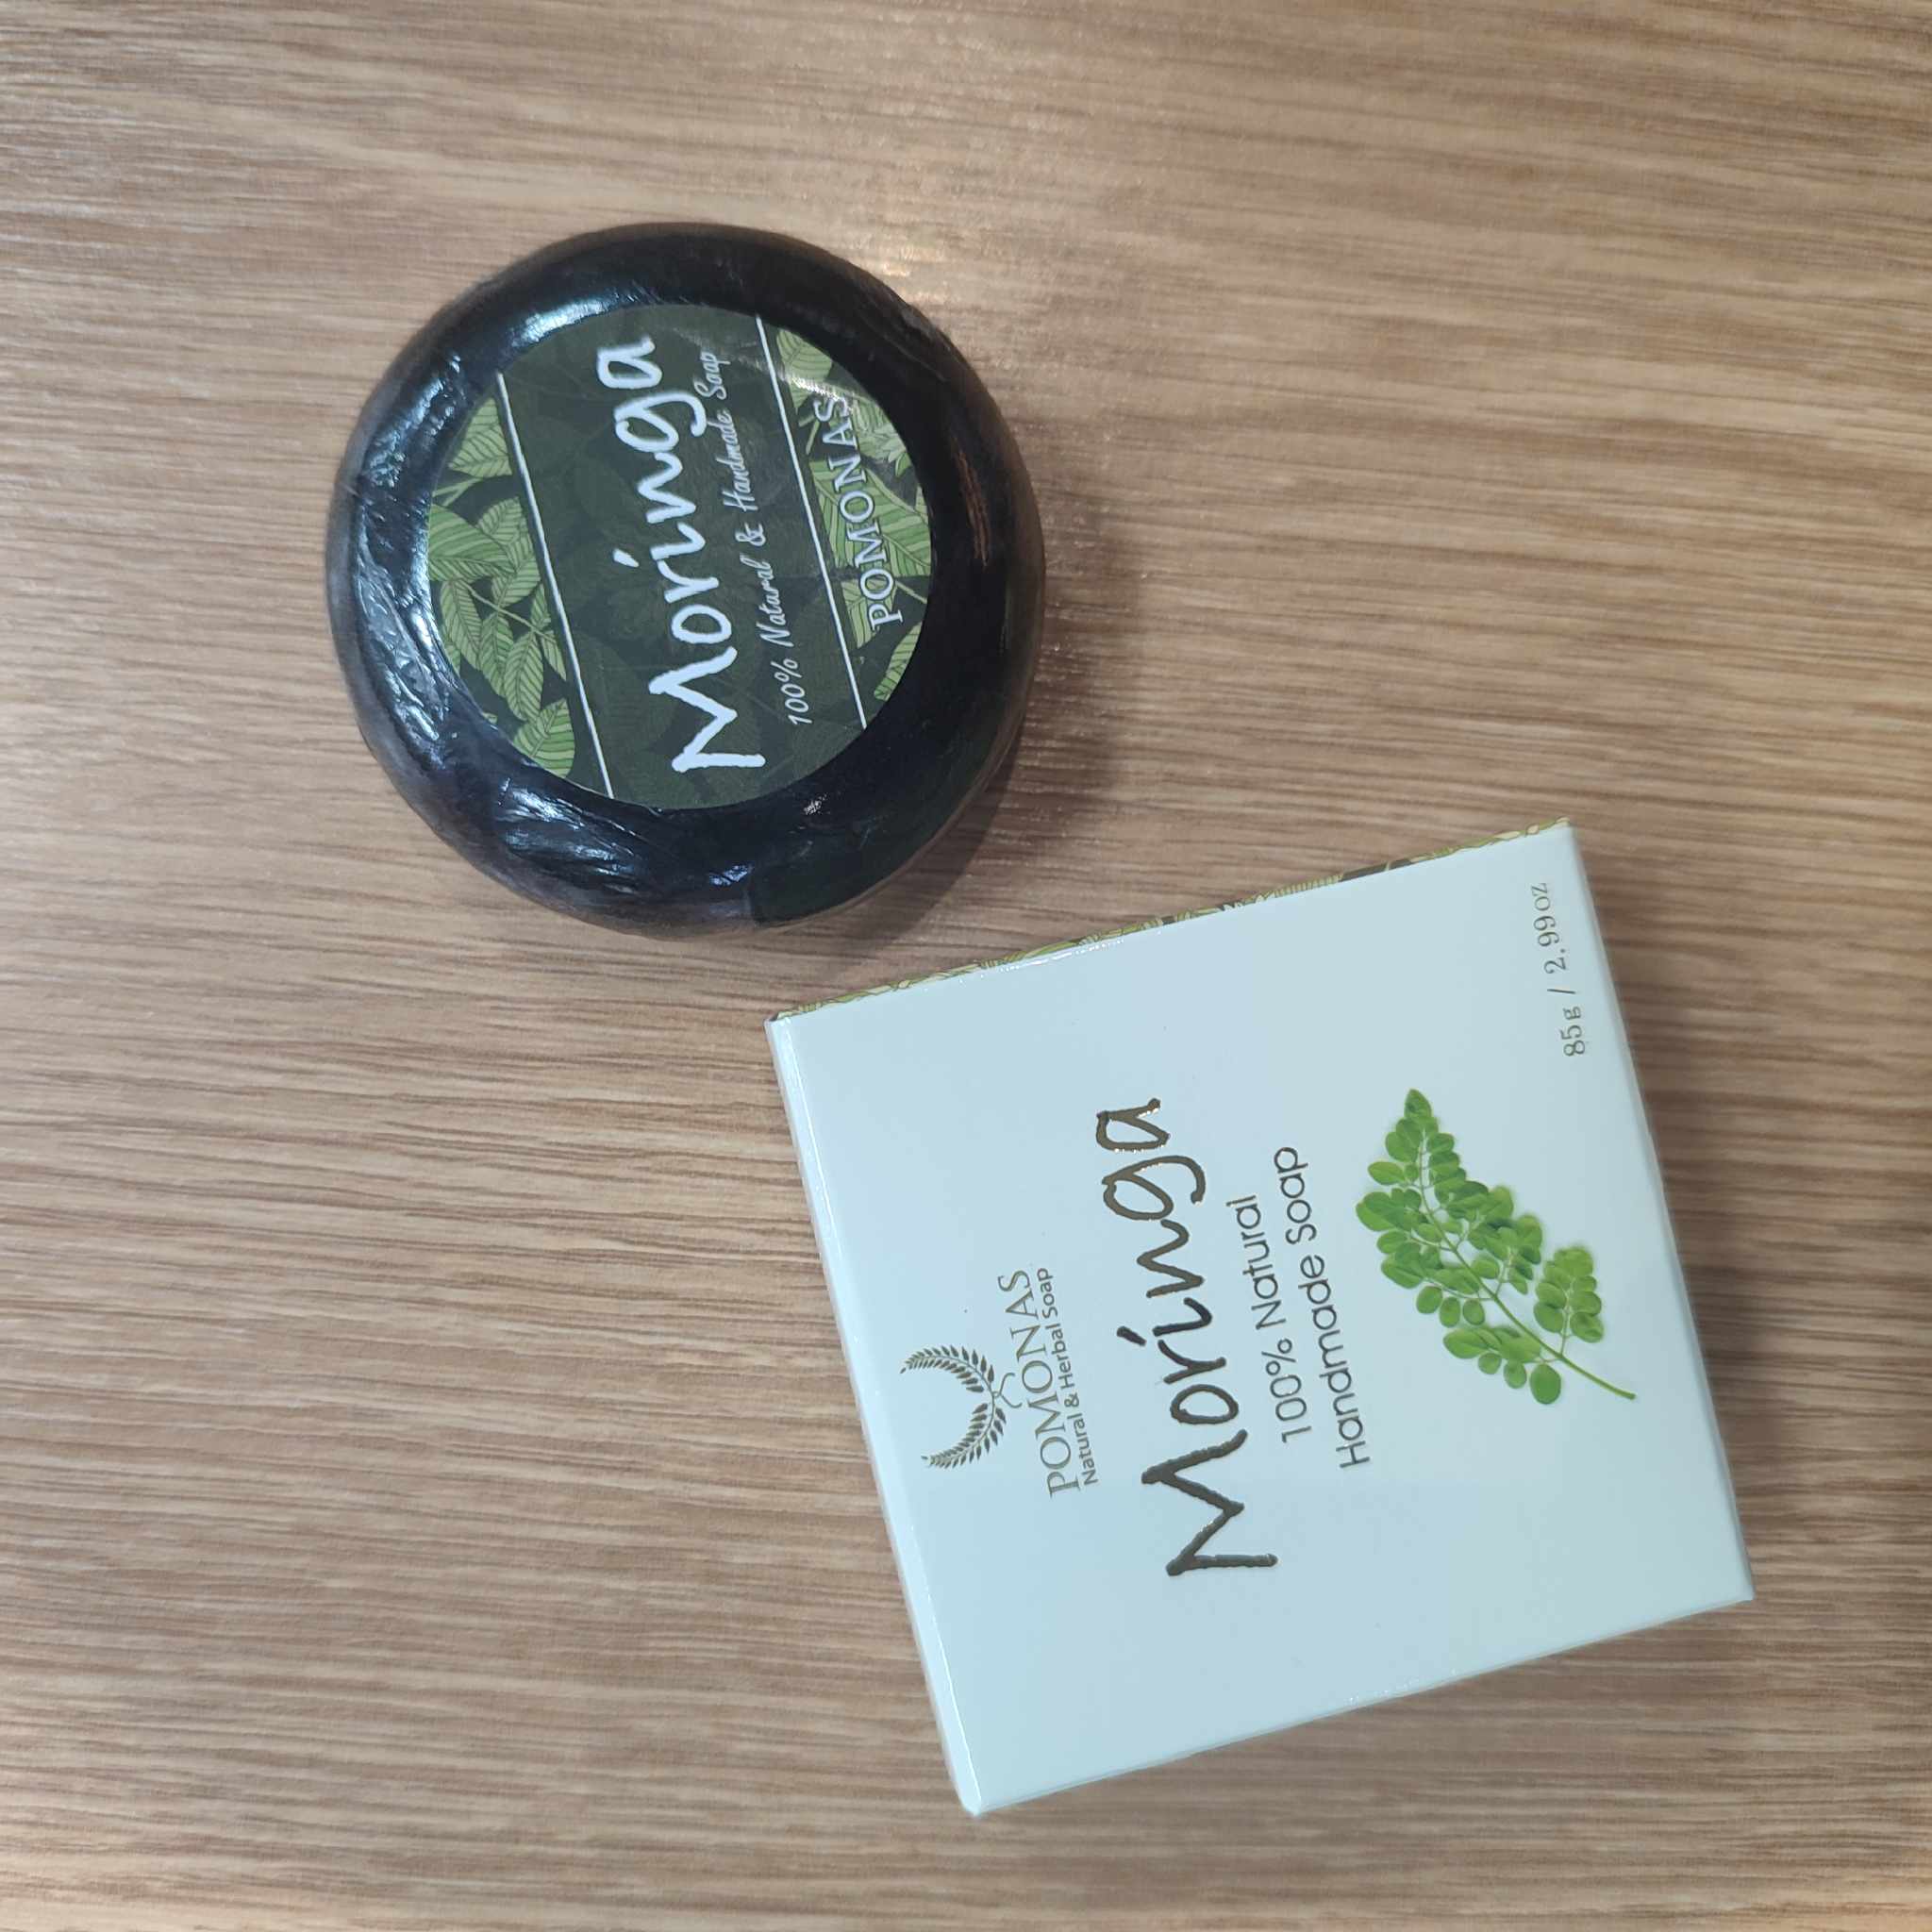 Moringa
100% Natural & Handmade Soap
POMONAS
POMONAS
Natural & Herbal Soap
Moringa
100% Natural
Handmade Soap
85g / 2.99oz